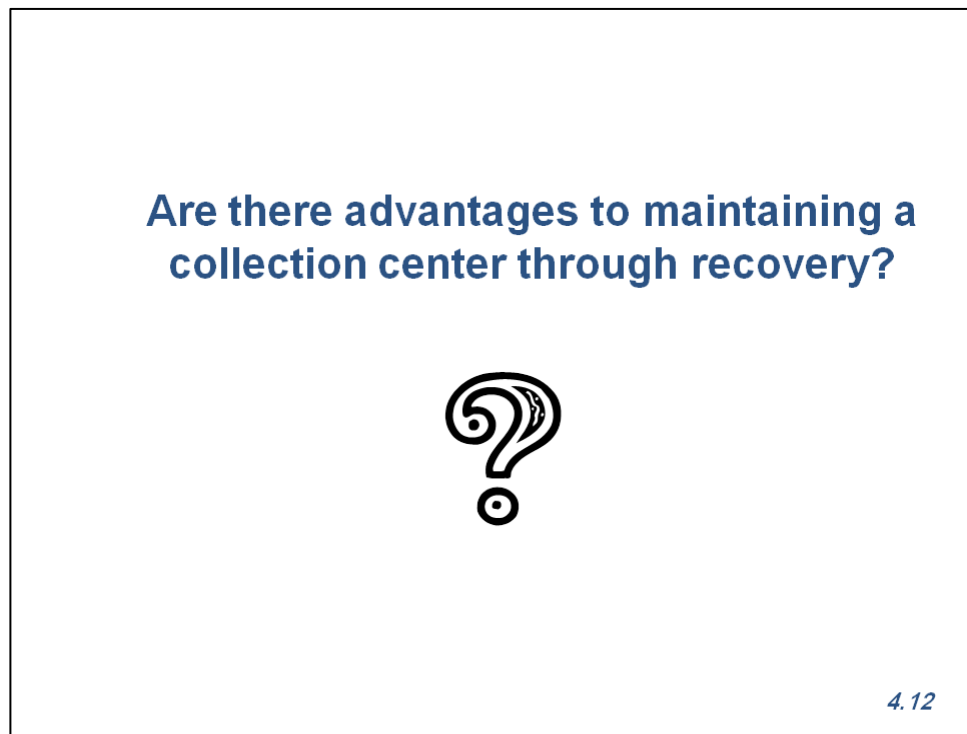 Are there advantages to maintaining a
collection center through recovery?
?
4.12